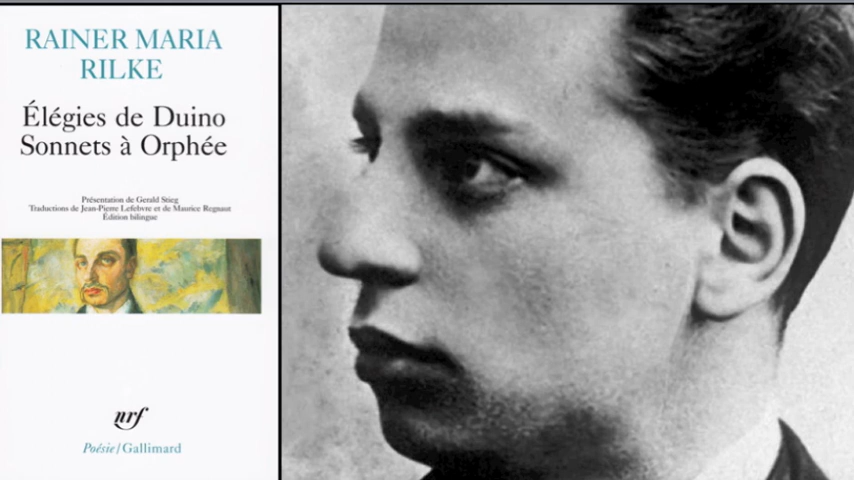 RAINER MARIA
RILKE
Élégies de Duino
Sonnets à Orphée
Présentation de Gerald Stieg
Traductions de Jean-Pierre Lefebvre et de Maurice Regnaut
Édition bilingue
nrf
Poésie/Gallimard